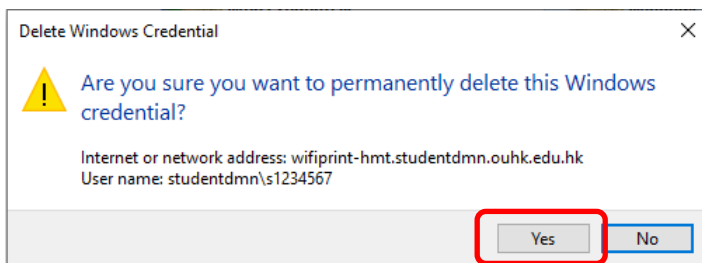 Delete Windows Credential
Are you sure you want to permanently delete this Windows
credential?
Internet or network address: wifiprint-hmt.studentdmn.ouhk.edu.hk
User name: studentdmn\s1234567
Yes No